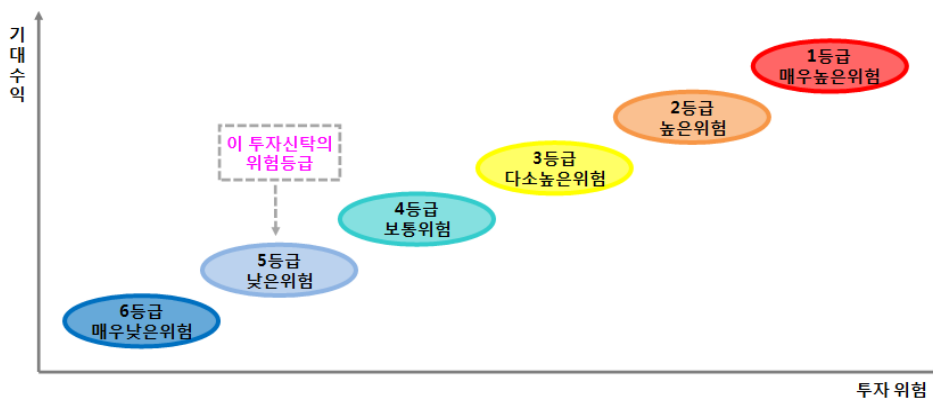 기대수익
1등급
매우높은위험
2등급
높은위험
이 투자신탁의
위험등급
3등급
다소높은위험
4등급
보통위험
5등급
낮은위험
6등급
매우낮은위험
투자 위험